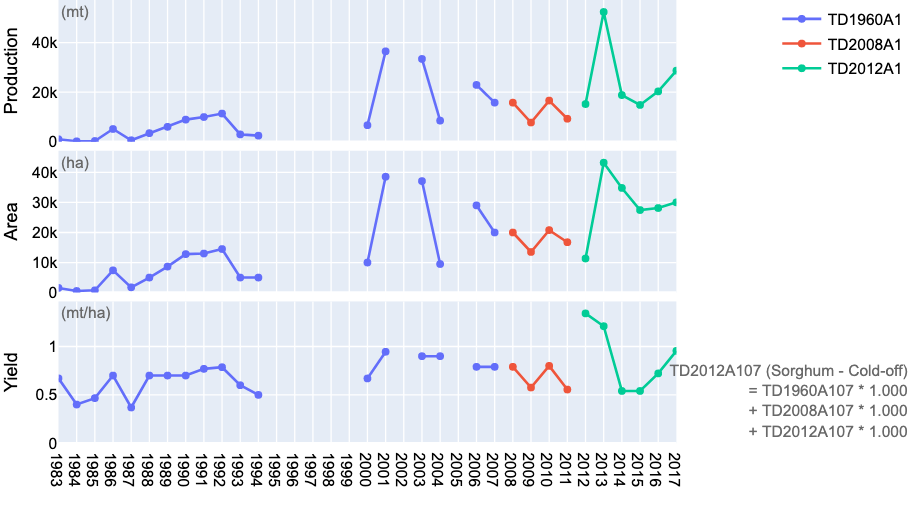 (mt)
Production
40k
20k
0
TD1960A1
TD2008A1
TD2012A1
(ha)
Area
40k
30k
20k
10k
0
(mt/ha)
Yield
1
0.5
0
TD2012A107 (Sorghum - Cold-off)
= TD1960A107 * 1.000
+ TD2008A107 * 1.000
+ TD2012A107 * 1.000
1983
1984
1985
1986
1987
1988
1989
1990
1991
1992
1993
1994
1995
1996
1997
1998
1999
2000
2001
2002
2003
2004
2005
2006
2007
2008
2009
2010
2011
2012
2013
2014
2015
2016
2017